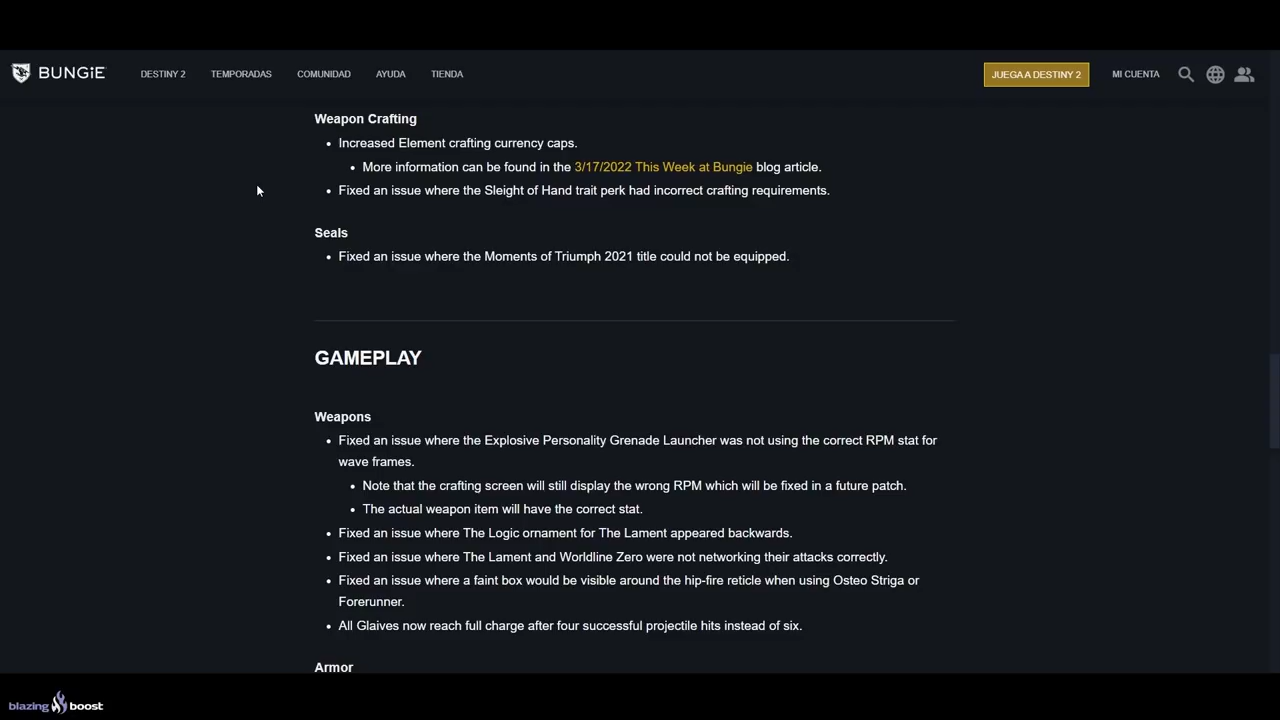 BUNGiE DESTINY 2 TEMPORADAS COMUNIDAD AYUDA TIENDA JUEGA A DESTINY 2 MI CUENTA
Weapon Crafting
Increased Element crafting currency caps.
More information can be found in the 3/17/2022 This Week at Bungie blog article.
Fixed an issue where the Sleight of Hand trait perk had incorrect crafting requirements.
Seals
Fixed an issue where the Moments of Triumph 2021 title could not be equipped.
GAMEPLAY
Weapons
Fixed an issue where the Explosive Personality Grenade Launcher was not using the correct RPM stat for
wave frames.
Note that the crafting screen will still display the wrong RPM which will be fixed in a future patch.
The actual weapon item will have the correct stat.
Fixed an issue where The Logic ornament for The Lament appeared backwards.
Fixed an issue where The Lament and Worldline Zero were not networking their attacks correctly.
Fixed an issue where a faint box would be visible around the hip-fire reticle when using Osteo Striga or
Forerunner.
All Glaives now reach full charge after four successful projectile hits instead of six.
Armor
blazing boost